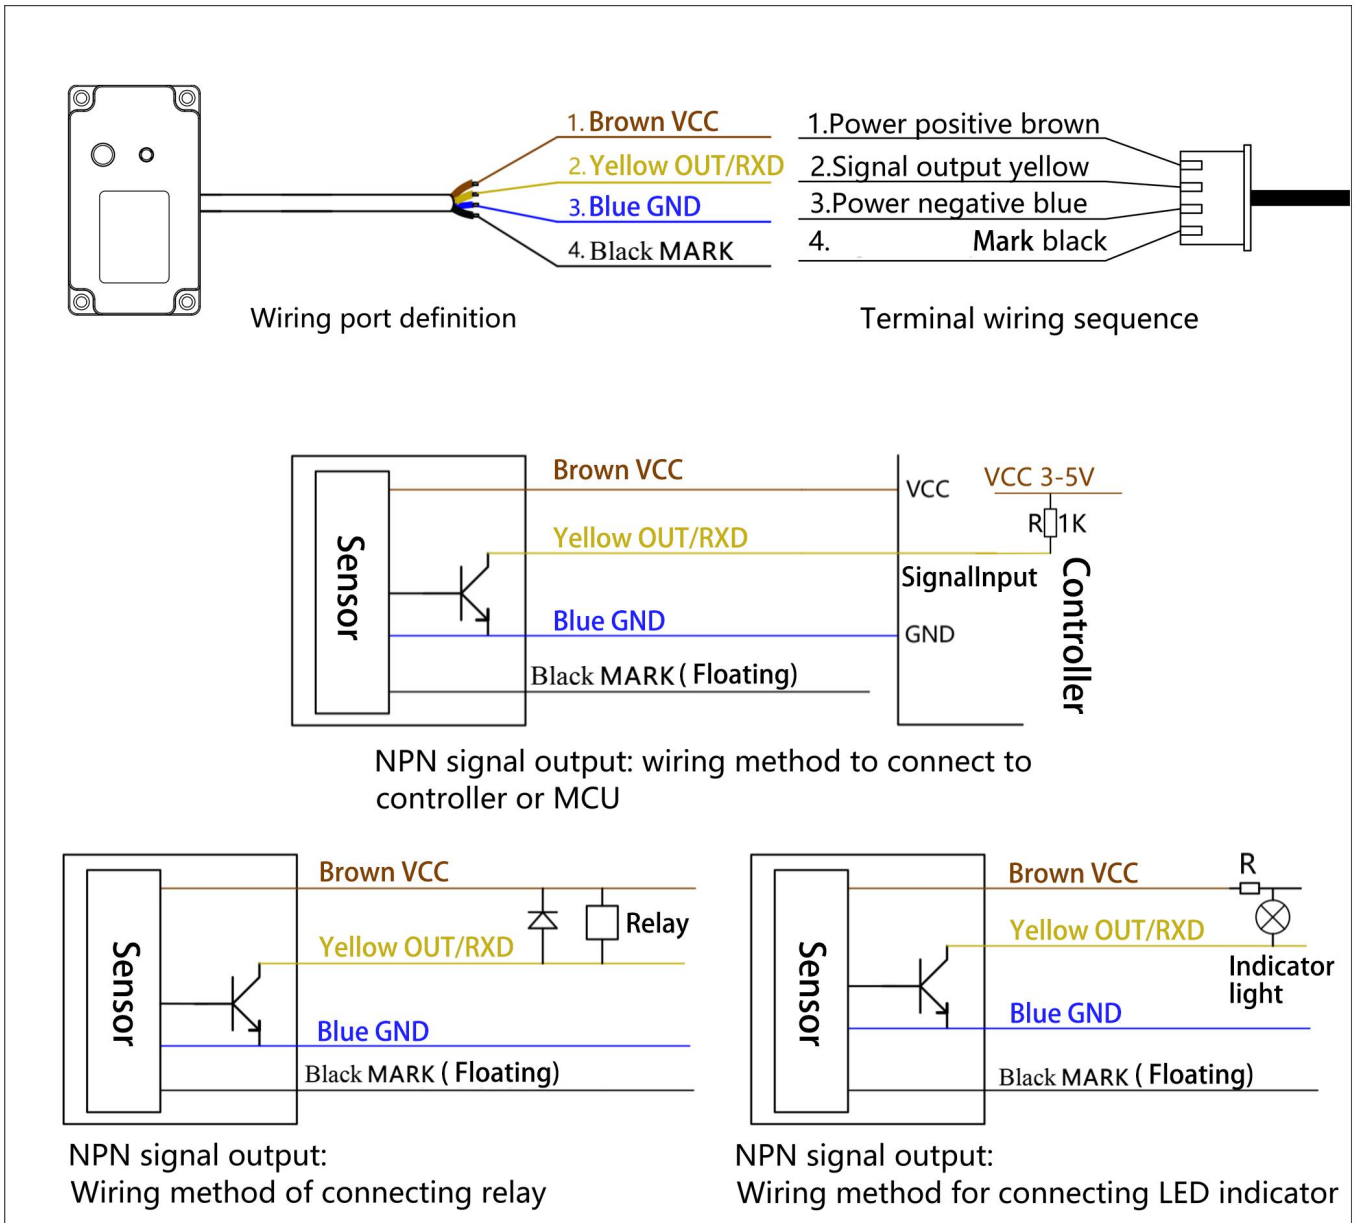 1. Brown VCC
2. Yellow OUT/RXD
3. Blue GND
4. Black MARK
Wiring port definition
1.Power positive brown
2.Signal output yellow
3.Power negative blue
4. Mark black
Terminal wiring sequence
Sensor
Brown VCC
Yellow OUT/RXD
Blue GND
Black MARK ( Floating)
VCC
SignalInput
GND
VCC 3-5V
R 1K
Controller
NPN signal output: wiring method to connect to
controller or MCU
Sensor
Brown VCC
Yellow OUT/RXD
Blue GND
Black MARK ( Floating)
Relay
NPN signal output:
Wiring method of connecting relay
Sensor
Brown VCC
Yellow OUT/RXD
Blue GND
Black MARK ( Floating)
R
Indicator
light
NPN signal output:
Wiring method for connecting LED indicator